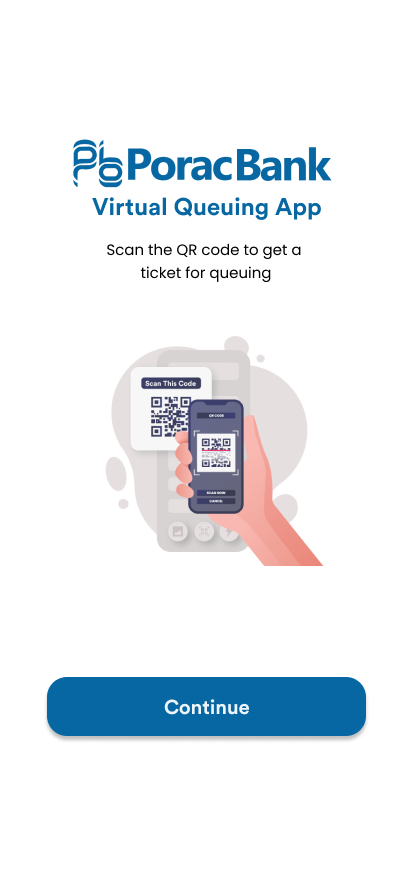 PoracBank
Virtual Queuing App
Scan the QR code to get a
ticket for queuing
Scan This Code
QR CODE
SCAN NOW
CANCEL
Continue